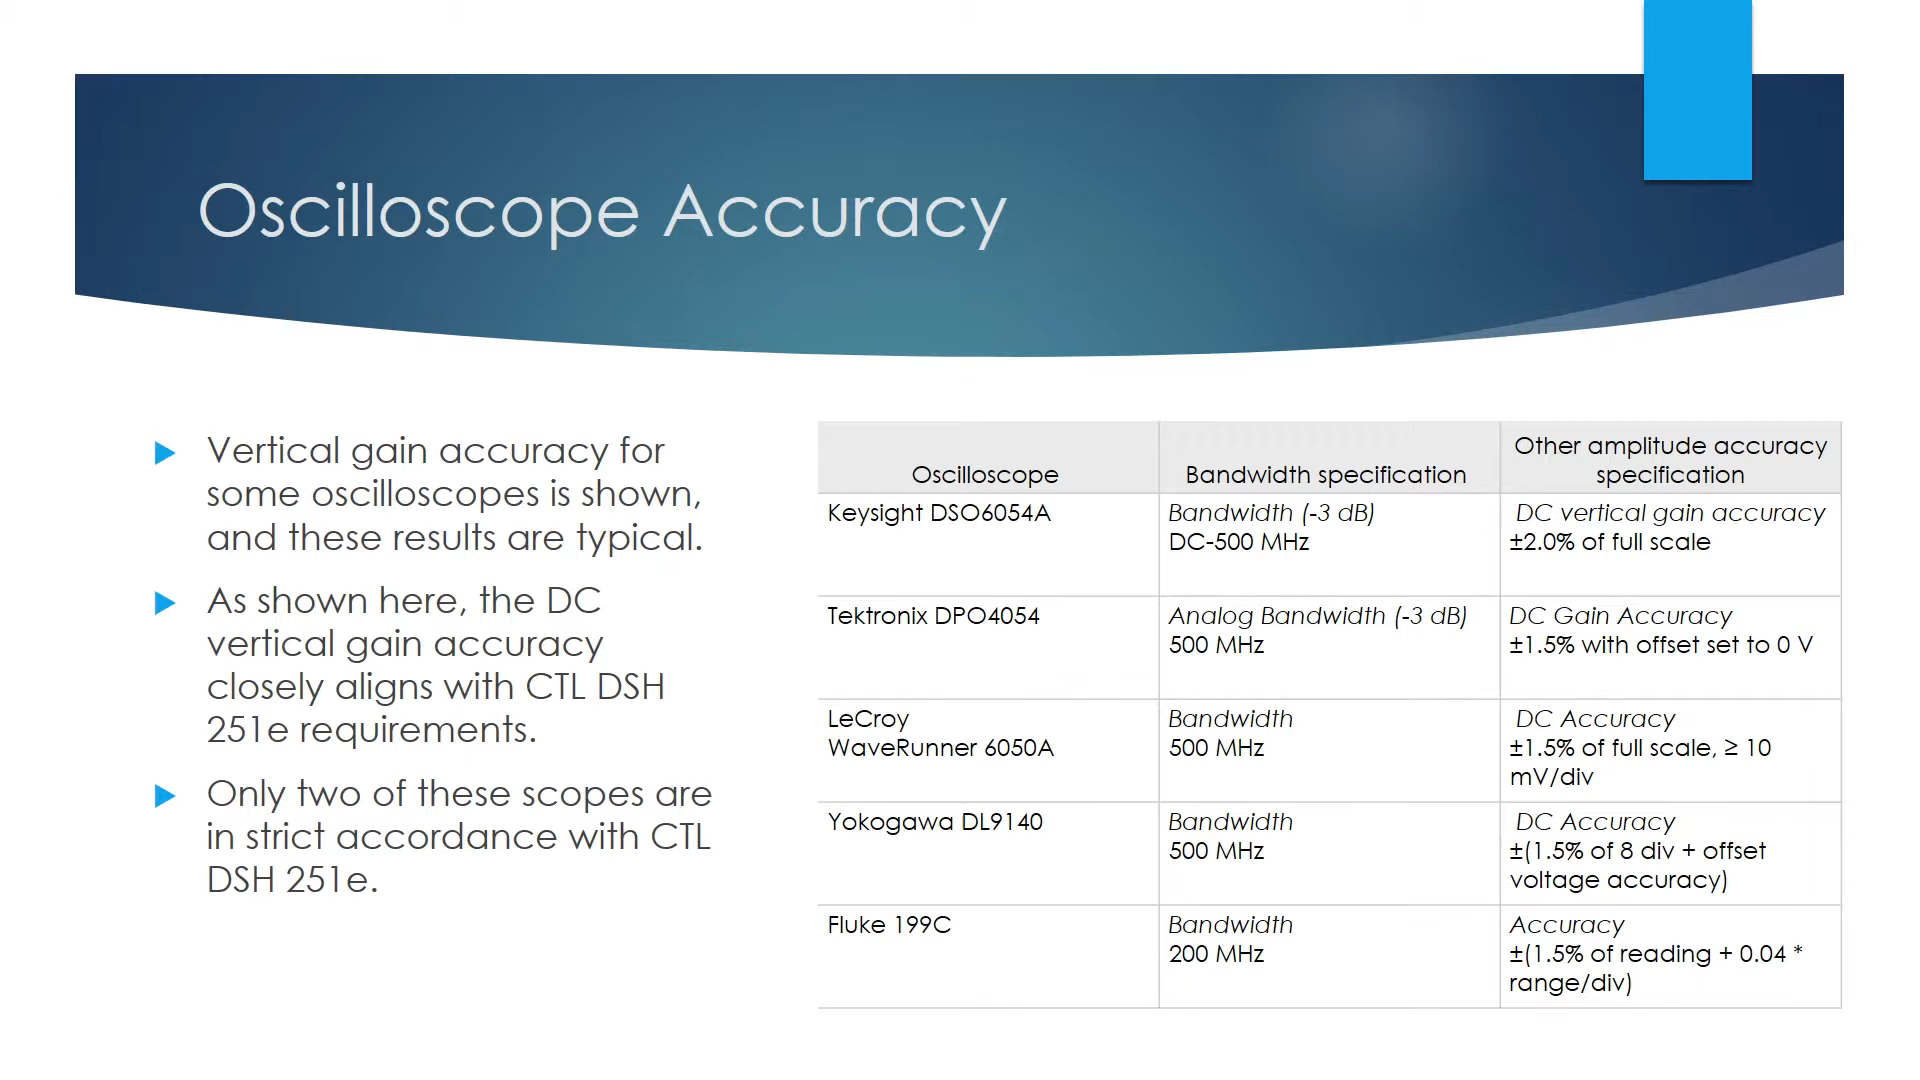 Oscilloscope Accuracy
Vertical gain accuracy for
some oscilloscopes is shown,
and these results are typical.
As shown here, the DC
vertical gain accuracy
closely aligns with CTL DSH
251e requirements.
Only two of these scopes are
in strict accordance with CTL
DSH 251e.
Oscilloscope
Bandwidth specification
Other amplitude accuracy
specification
Keysight DSO6054A
Bandwidth (-3 dB)
DC-500 MHz
DC vertical gain accuracy
±2.0% of full scale
Tektronix DPO4054
Analog Bandwidth (-3 dB)
500 MHz
DC Gain Accuracy
±1.5% with offset set to 0 V
LeCroy
WaveRunner 6050A
Bandwidth
500 MHz
DC Accuracy
±1.5% of full scale, ≥ 10
mV/div
Yokogawa DL9140
Bandwidth
500 MHz
DC Accuracy
±(1.5% of 8 div + offset
voltage accuracy)
Fluke 199C
Bandwidth
200 MHz
Accuracy
±(1.5% of reading + 0.04 *
range/div)